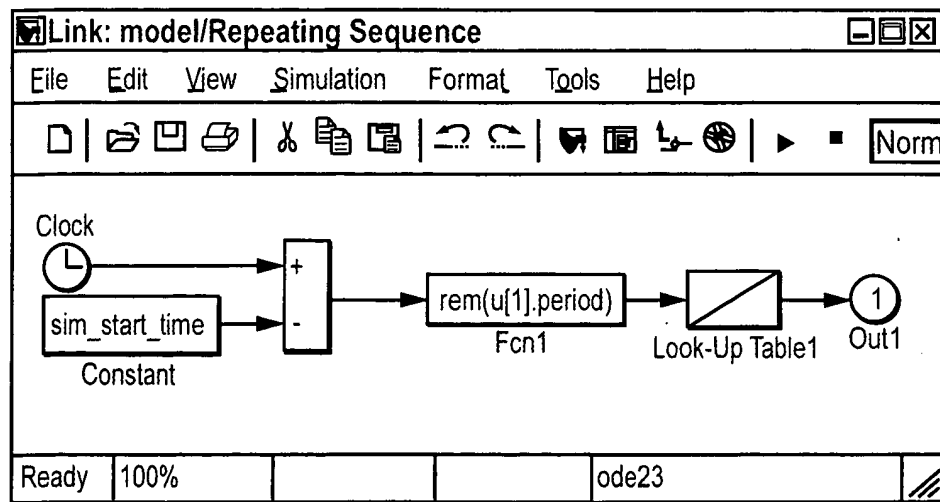 Link: model/Repeating Sequence
File Edit View Simulation Format Tools Help
Norm
Clock
+
sim_start_time
-
Constant
rem(u[1].period)
Fcn1
Look-Up Table1
1
Out1
Ready 100% ode23